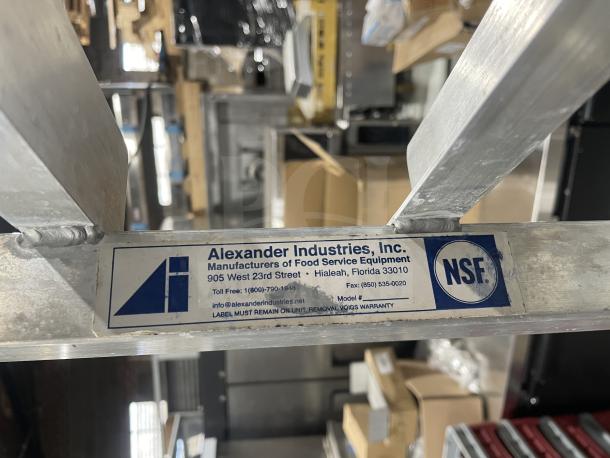 Alexander Industries, Inc.
Manufacturers of Food Service Equipment
905 West 23rd Street • Hialeah, Florida 33010
Toll Free: 1(800)-790- Fax: (850) 535-0020
info@alexanderindustries.net Model #
LABEL MUST REMAIN ON UNIT, REMOVAL VOIDS WARRANTY
NSF.